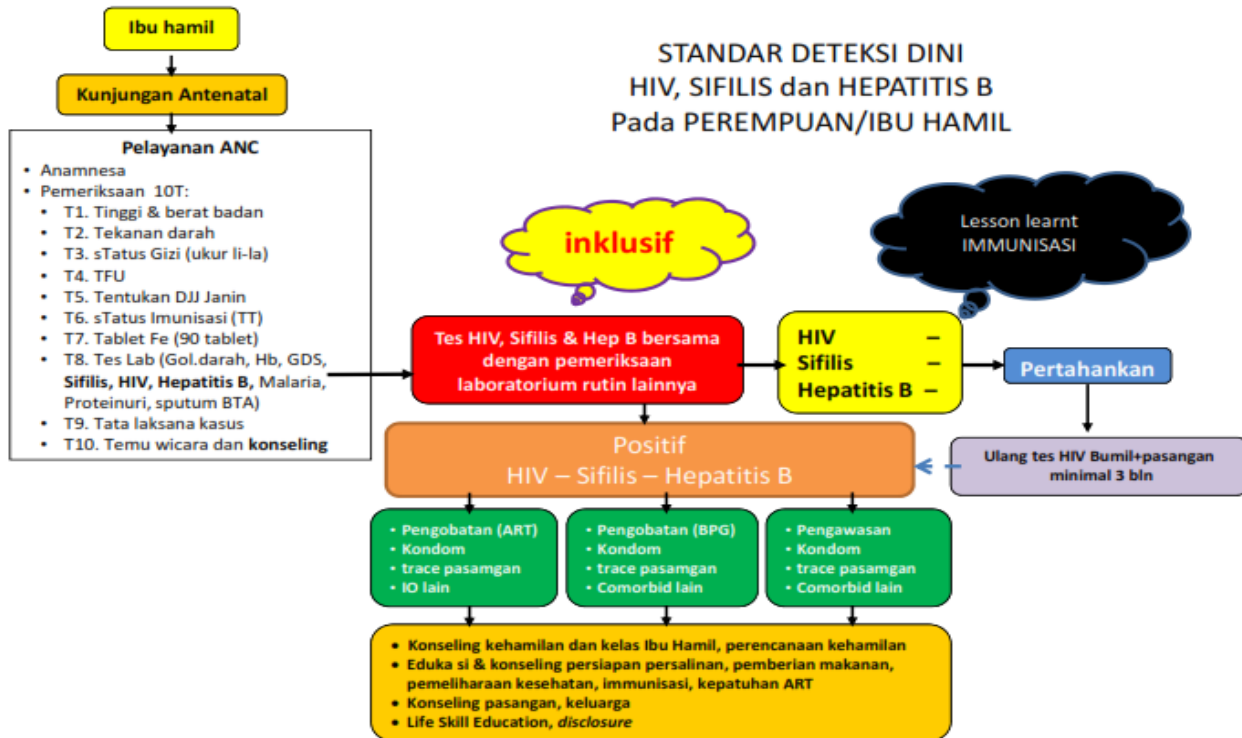 Ibu hamil
STANDAR DETEKSI DINI
HIV, SIFILIS dan HEPATITIS B
Pada PEREMPUAN/IBU HAMIL
Kunjungan Antenatal
Pelayanan ANC
• Anamnesa
• Pemeriksaan 10T:
• T1. Tinggi & berat badan
• T2. Tekanan darah
• T3. sTatus Gizi (ukur li-la)
• T4. TFU
• T5. Tentukan DJJ Janin
• T6. sTatus Imunisasi (TT)
• T7. Tablet Fe (90 tablet)
• T8. Tes Lab (Gol.darah, Hb, GDS,
Sifilis, HIV, Hepatitis B, Malaria,
Proteinuri, sputum BTA)
• T9. Tata laksana kasus
• T10. Temu wicara dan konseling
inklusif
Lesson learnt
IMMUNISASI
Tes HIV, Sifilis & Hep B bersama
dengan pemeriksaan
laboratorium rutin lainnya
HIV –
Sifilis –
Hepatitis B –
Pertahankan
Positif
HIV – Sifilis – Hepatitis B
Ulang tes HIV Bumil+pasangan
minimal 3 bln
• Pengobatan (ART)
• Kondom
• trace pasamgan
• IO lain
• Pengobatan (BPG)
• Kondom
• trace pasamgan
• Comorbid lain
• Pengawasan
• Kondom
• trace pasamgan
• Comorbid lain
• Konseling kehamilan dan kelas Ibu Hamil, perencanaan kehamilan
• Eduka si & konseling persiapan persalinan, pemberian makanan,
pemeliharaan kesehatan, immunisasi, kepatuhan ART
• Konseling pasangan, keluarga
• Life Skill Education, disclosure